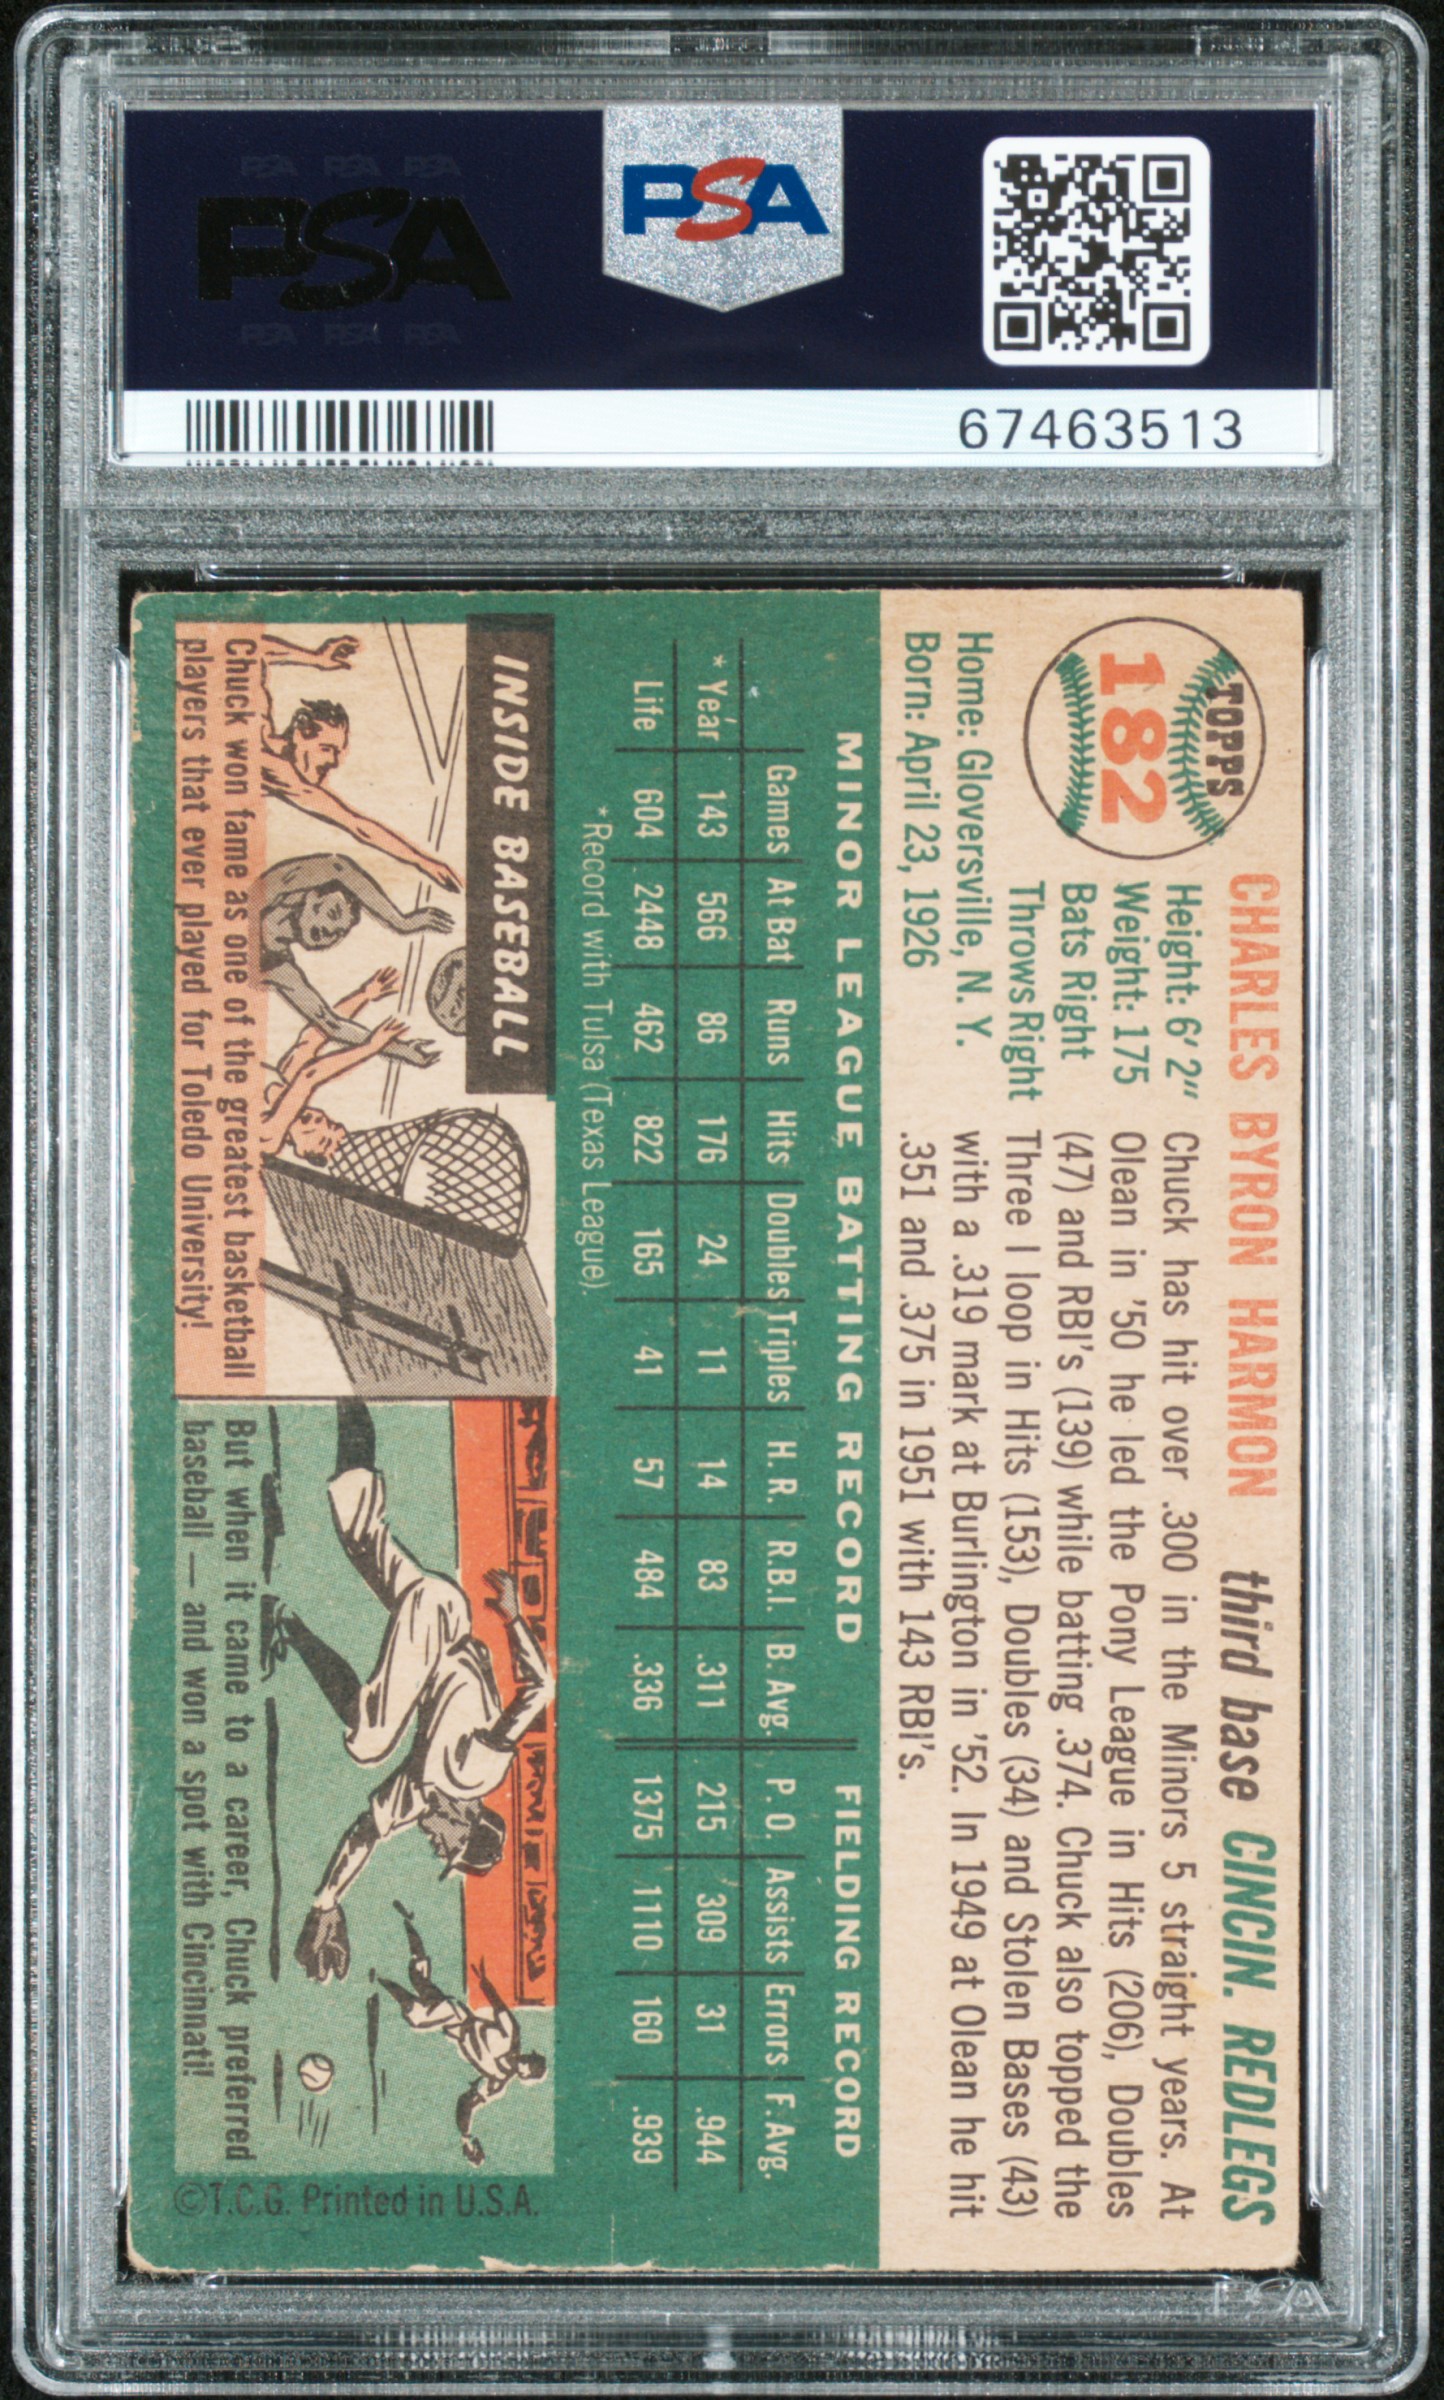 PSA PSA PSA
PSA
PSA PSA PSA
PSA
67463513
TOPPS
182
CHARLES BYRON HARMON third base CINCIN. REDLEGS
Height: 6' 2"
Weight: 175
Bats Right
Throws Right
Home: Gloversville, N. Y.
Born: April 23, 1926
Chuck has hit over .300 in the Minors 5 straight years. At
Olean in '50 he led the Pony League in Hits (206), Doubles
(47) and RBI's (139) while batting .374. Chuck also topped the
Three I loop in Hits (153), Doubles (34) and Stolen Bases (43)
with a .319 mark at Burlington in '52. In 1949 at Olean he hit
.351 and .375 in 1951 with 143 RBI's.
MINOR LEAGUE BATTING RECORD FIELDING RECORD
Games At Bat Runs Hits Doubles Triples H. R. R.B.I. B. Avg. P. O. Assists Errors F. Avg.
* Year 143 566 86 176 24 11 14 83 .311 215 309 31 .944
Life 604 2448 462 822 165 41 57 484 .336 1375 1110 160 .939
*Record with Tulsa (Texas League).
INSIDE BASEBALL
Chuck won fame as one of the greatest basketball
players that ever played for Toledo University!
But when it came to a career, Chuck preferred
baseball — and won a spot with Cincinnati!
©T.C.G. Printed in U.S.A.
PSA